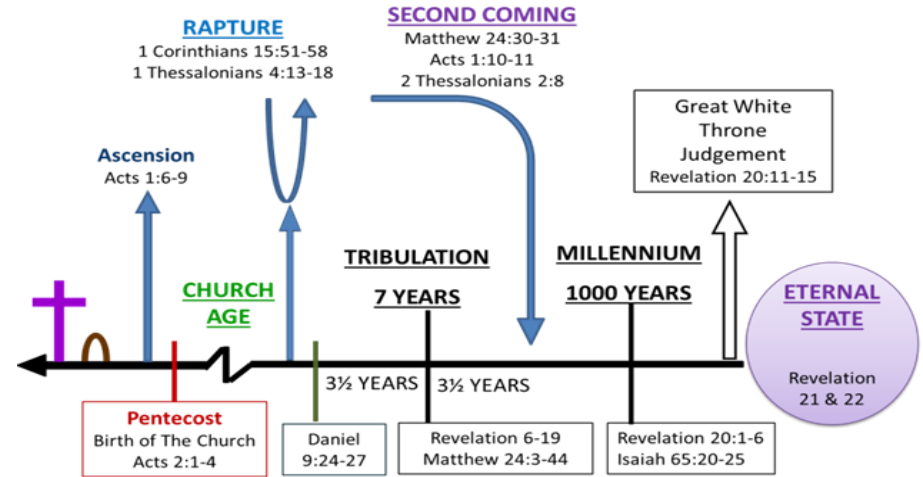 RAPTURE
1 Corinthians 15:51-58
1 Thessalonians 4:13-18
SECOND COMING
Matthew 24:30-31
Acts 1:10-11
2 Thessalonians 2:8
Great White
Throne
Judgement
Revelation 20:11-15
Ascension
Acts 1:6-9
CHURCH
AGE
TRIBULATION
7 YEARS
MILLENNIUM
1000 YEARS
ETERNAL
STATE
Revelation
21 & 22
3½ YEARS
3½ YEARS
Pentecost
Birth of The Church
Acts 2:1-4
Daniel
9:24-27
Revelation 6-19
Matthew 24:3-44
Revelation 20:1-6
Isaiah 65:20-25